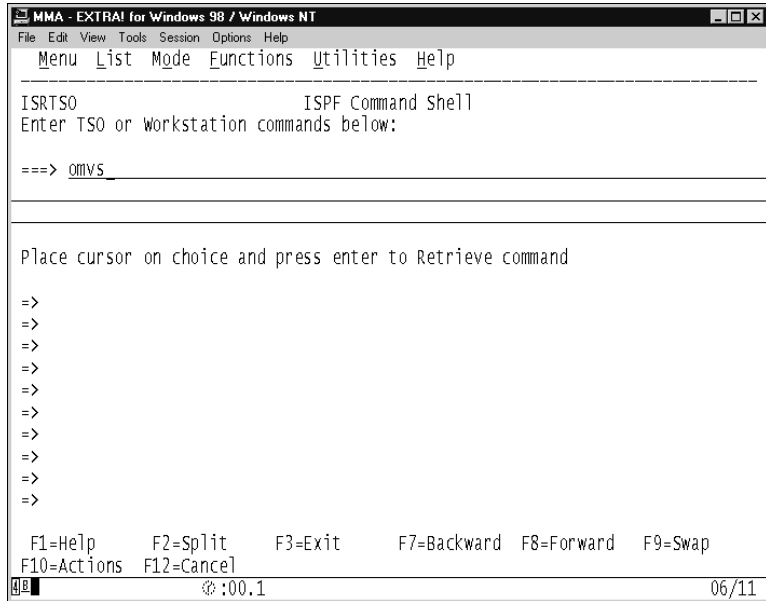 MMA - EXTRA! for Windows 98 / Windows NT
File Edit View Tools Session Options Help
Menu List Mode Functions Utilities Help
ISRTSO ISPF Command Shell
Enter TSO or Workstation commands below:
===> omvs_
Place cursor on choice and press enter to Retrieve command
=>
=>
=>
=>
=>
=>
=>
=>
=>
=>
F1=Help F2=Split F3=Exit F7=Backward F8=Forward F9=Swap
F10=Actions F12=Cancel
4B :00.1 06/11